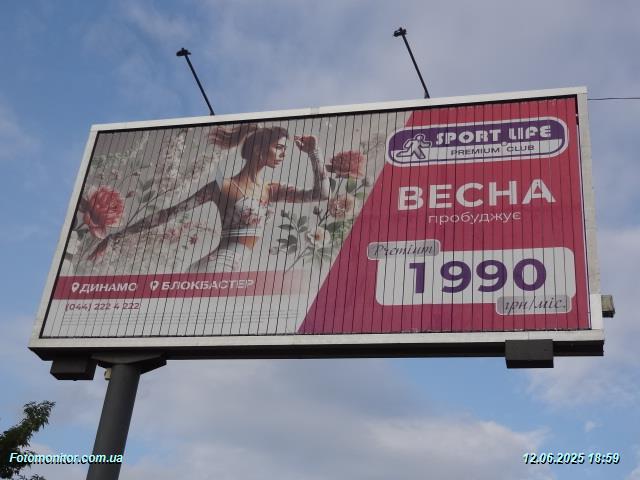 SPORT LIFE
PREMIUM CLUB
ВЕСНА
пробуджує
Premium
1990
грн/міс.
ДИНАМО БЛОКБАСТЕР
(044) 222 4 222
Fotomonitor.com.ua
12.06.2025 18:59